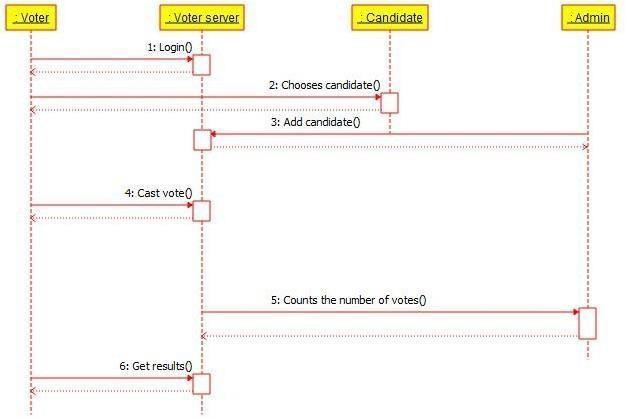 : Voter
: Voter server
: Candidate
: Admin
1: Login()
2: Chooses candidate()
3: Add candidate()
4: Cast vote()
5: Counts the number of votes()
6: Get results()